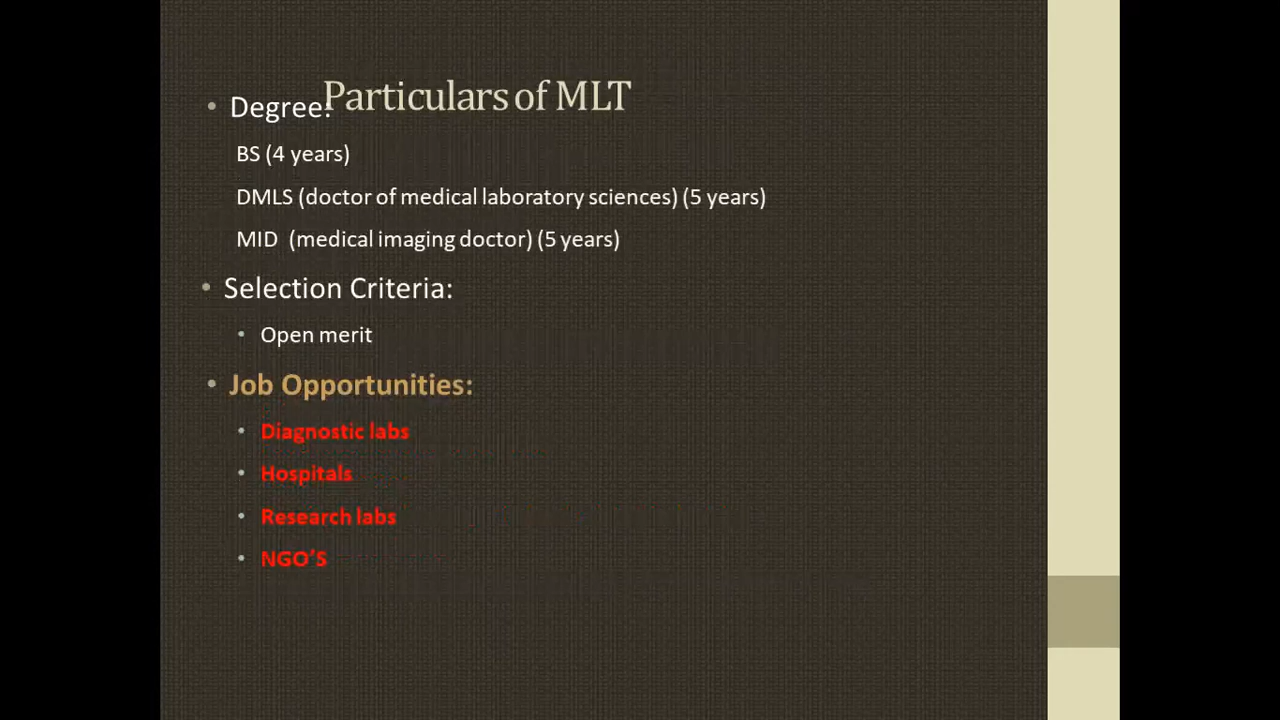 Particulars of MLT
• Degree:
BS (4 years)
DMLS (doctor of medical laboratory sciences) (5 years)
MID (medical imaging doctor) (5 years)
• Selection Criteria:
• Open merit
• Job Opportunities:
• Diagnostic labs
• Hospitals
• Research labs
• NGO’S